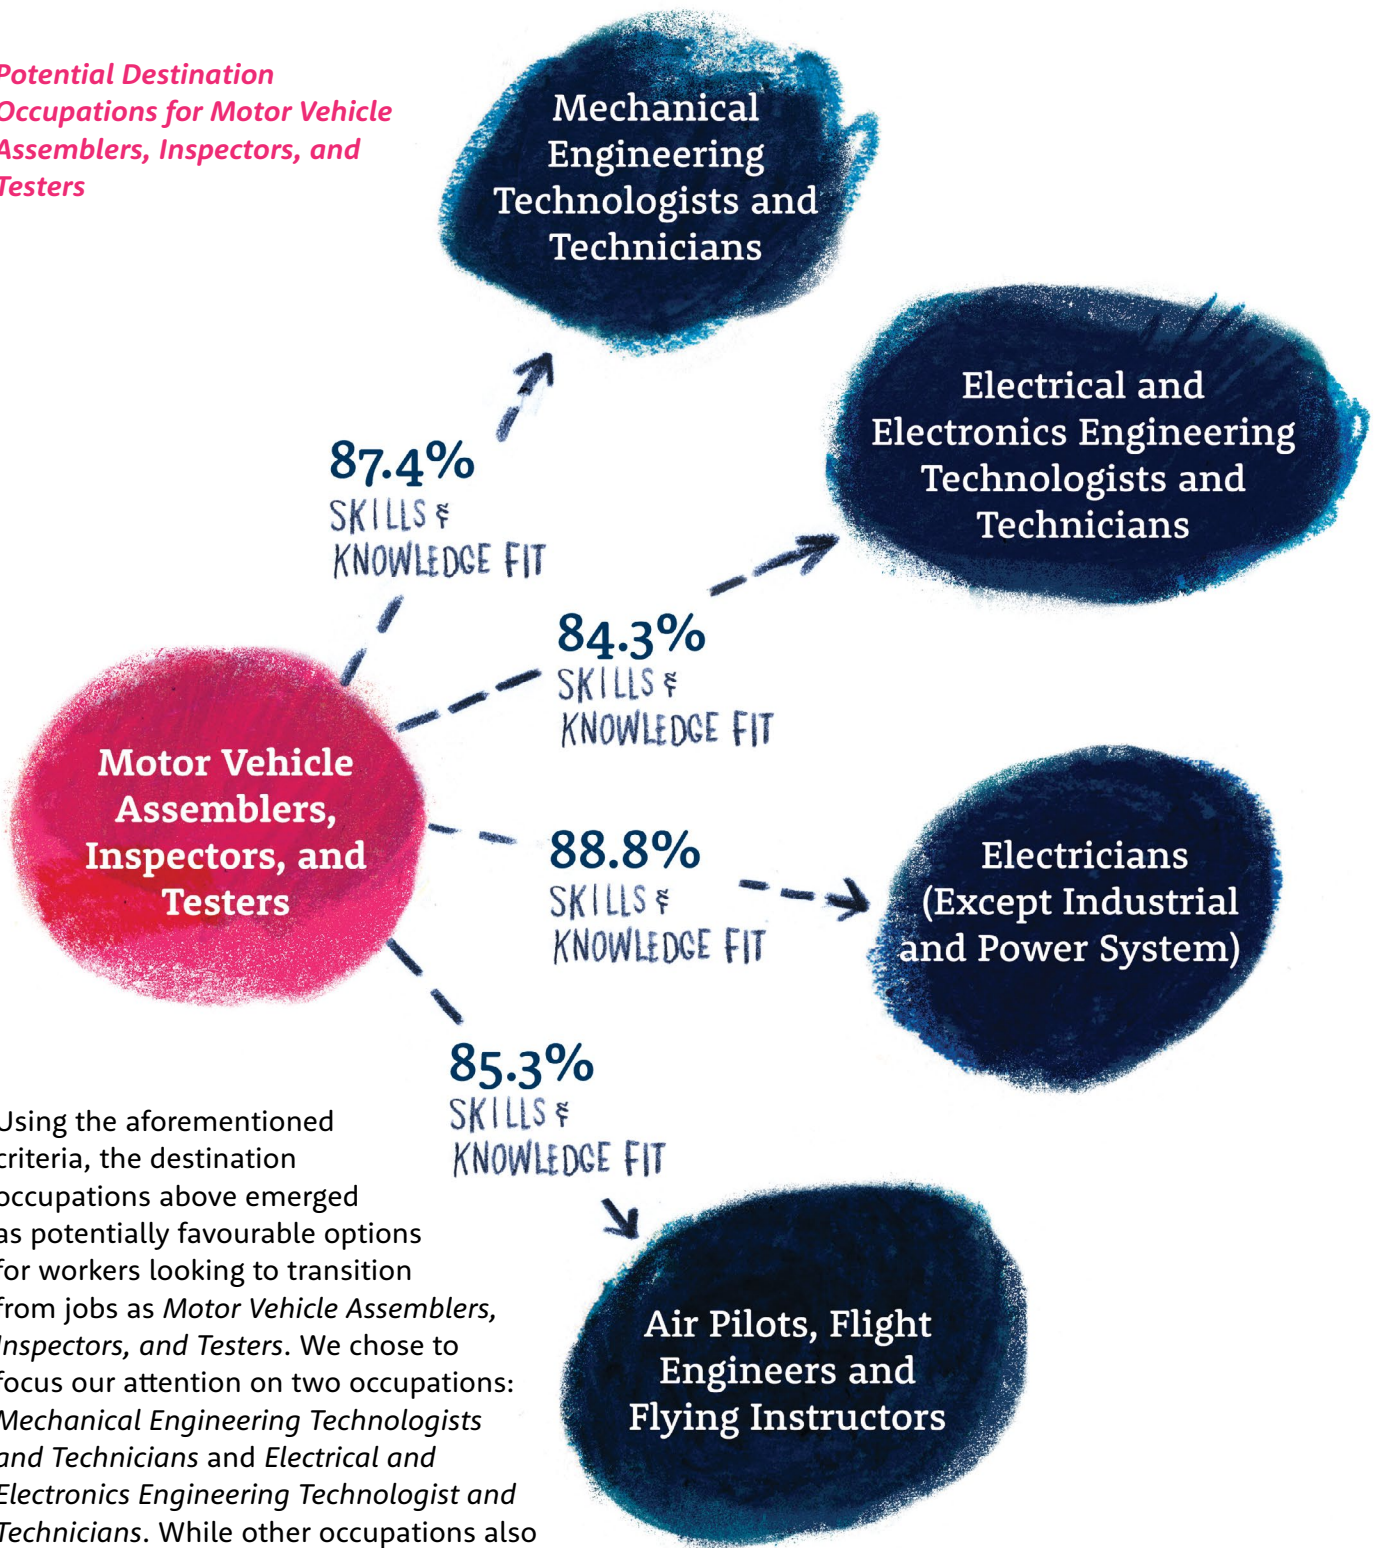 Potential Destination
Occupations for Motor Vehicle
Assemblers, Inspectors, and
Testers
Mechanical
Engineering
Technologists and
Technicians
Electrical and
Electronics Engineering
Technologists and
Technicians
87.4%
SKILLS &
KNOWLEDGE FIT
84.3%
SKILLS &
KNOWLEDGE FIT
Motor Vehicle
Assemblers,
Inspectors, and
Testers
88.8%
SKILLS &
KNOWLEDGE FIT
Electricians
(Except Industrial
and Power System)
85.3%
SKILLS &
KNOWLEDGE FIT
Air Pilots, Flight
Engineers and
Flying Instructors
Using the aforementioned
criteria, the destination
occupations above emerged
as potentially favourable options
for workers looking to transition
from jobs as Motor Vehicle Assemblers,
Inspectors, and Testers. We chose to
focus our attention on two occupations:
Mechanical Engineering Technologists
and Technicians and Electrical and
Electronics Engineering Technologist and
Technicians. While other occupations also